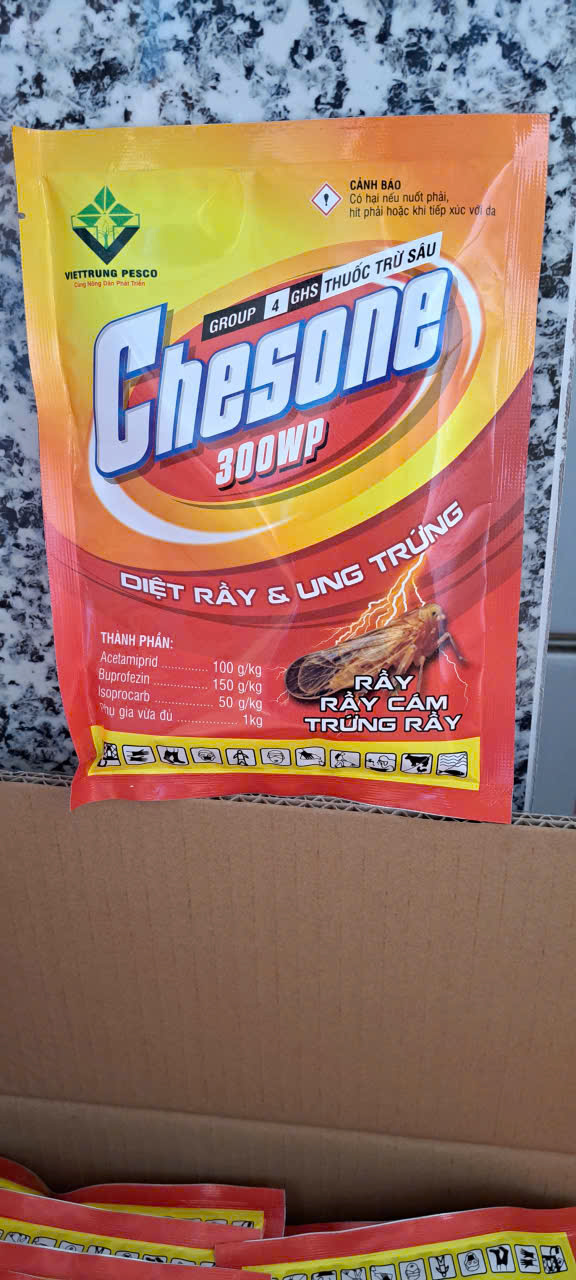 VIETTRUNG PESCO
Cùng Nông Dân Phát Triển
CẢNH BÁO
Có hại nếu nuốt phải,
hít phải hoặc khi tiếp xúc với da
GROUP 4 GHS THUỐC TRỪ SÂU
Chesone
300WP
DIỆT RẦY & UNG TRỨNG
THÀNH PHẦN:
Acetamiprid ............ 100 g/kg
Buprofezin .............. 150 g/kg
Isoprocarb ................ 50 g/kg
Phụ gia vừa đủ ................ 1kg
RẦY
RẦY CÁM
TRỨNG RẦY